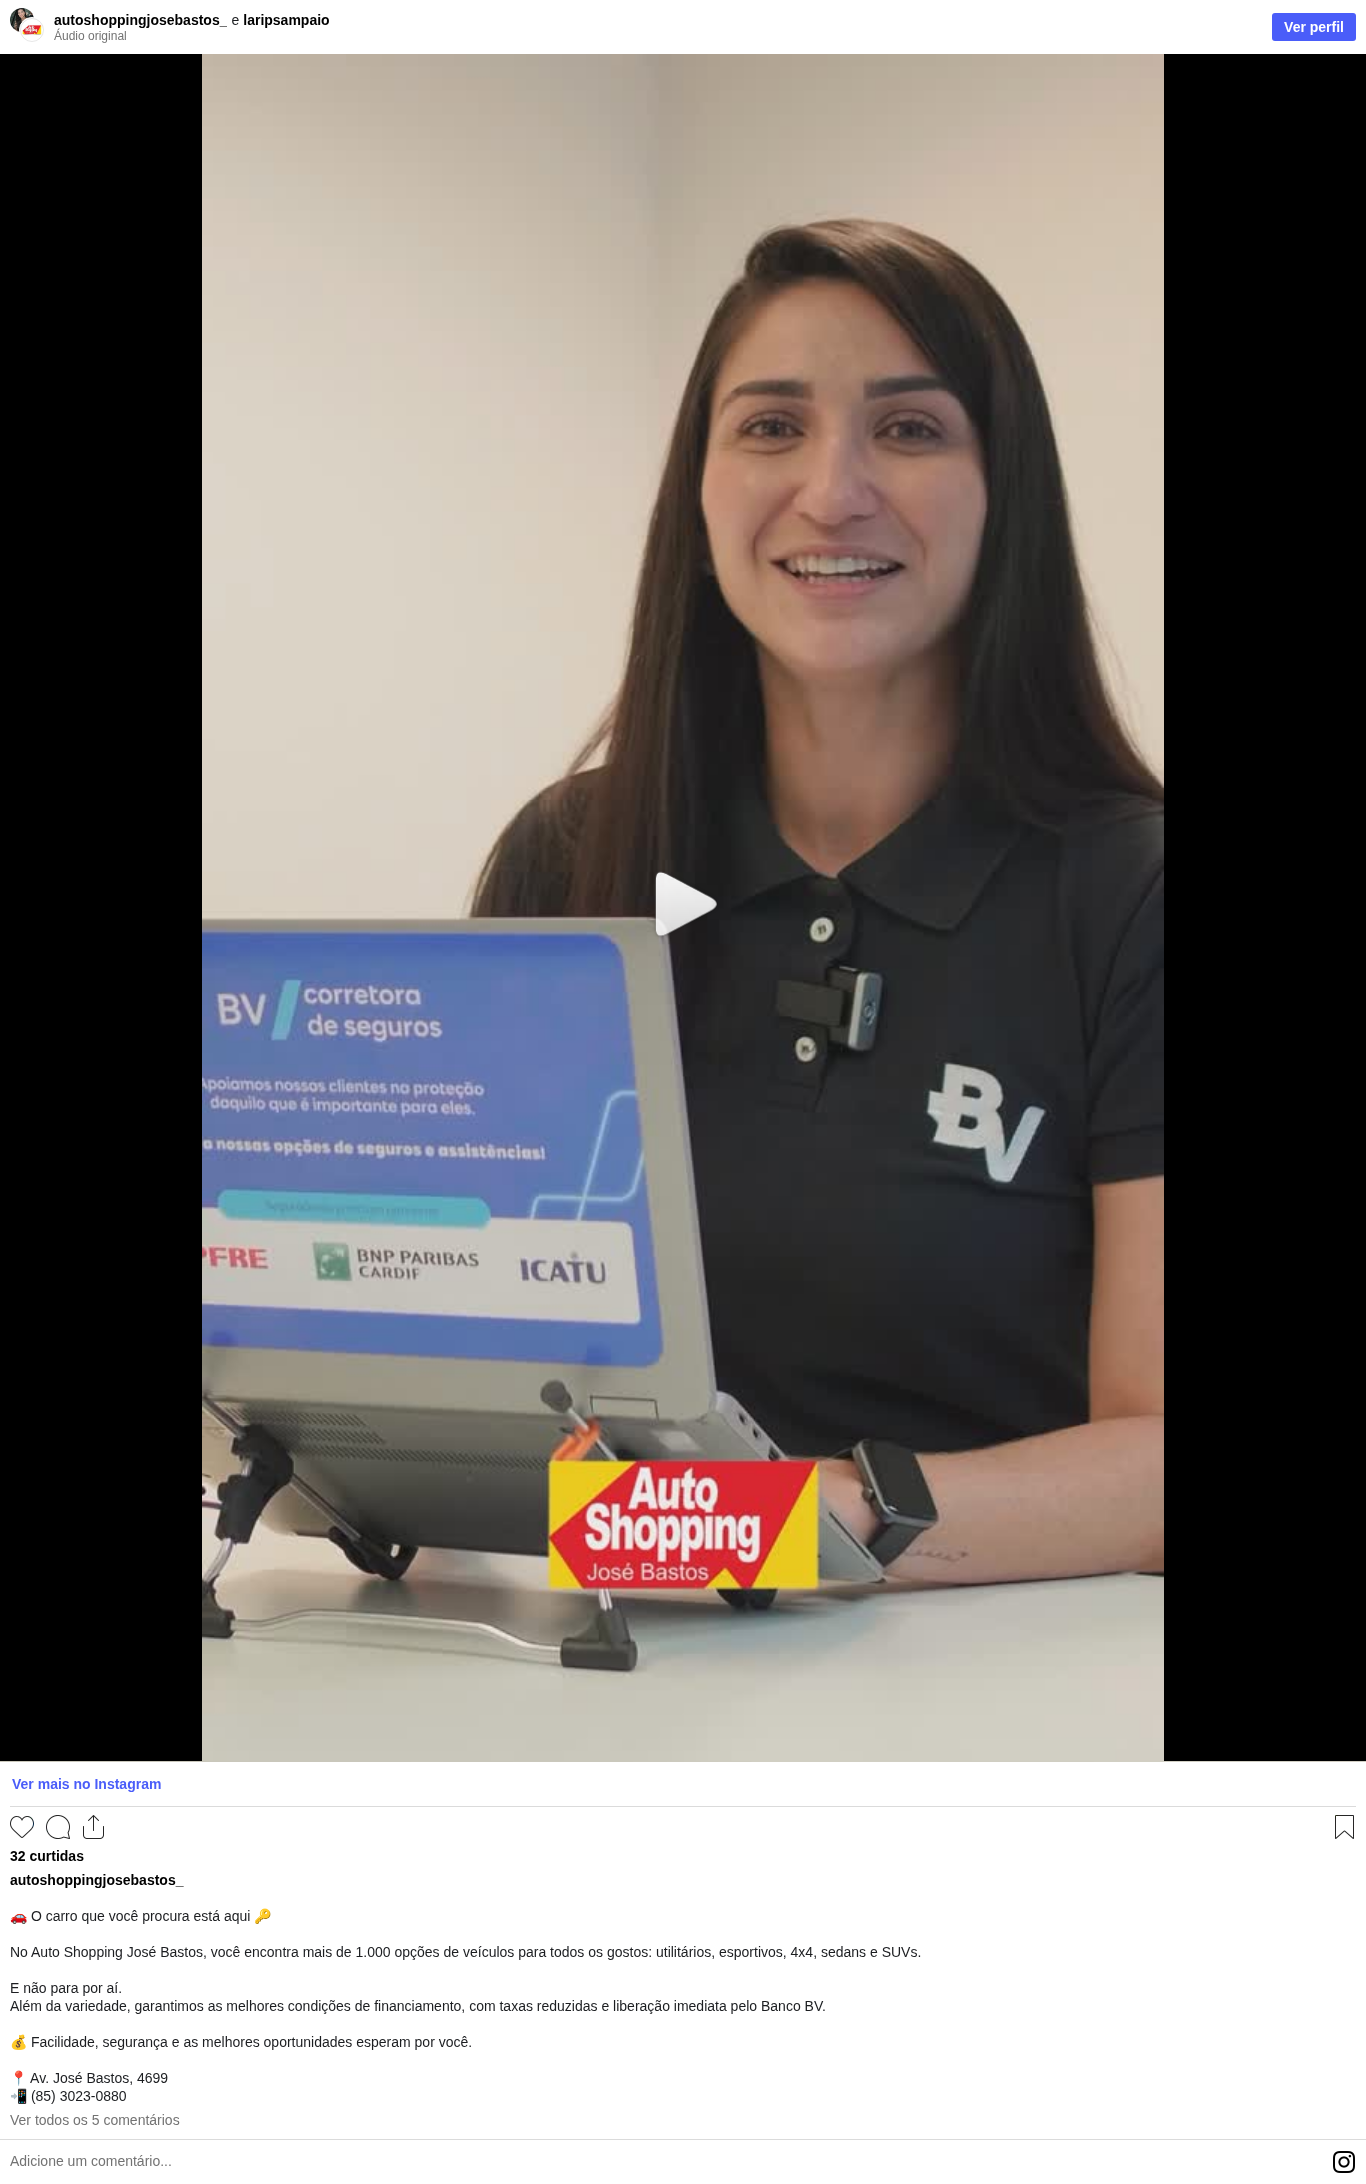 autoshoppingjosebastos_ e laripsampaio
Áudio original
Ver perfil
BV corretora
de seguros
Apoiamos nossos clientes na proteção
daquilo que é importante para eles.
nossas opções de seguros e assistências!
BNP PARIBAS
CARDIF
ICATU
BV
Auto
Shopping
José Bastos
Ver mais no Instagram
32 curtidas
autoshoppingjosebastos_
🚗 O carro que você procura está aqui 🔑
No Auto Shopping José Bastos, você encontra mais de 1.000 opções de veículos para todos os gostos: utilitários, esportivos, 4x4, sedans e SUVs.
E não para por aí.
Além da variedade, garantimos as melhores condições de financiamento, com taxas reduzidas e liberação imediata pelo Banco BV.
💰 Facilidade, segurança e as melhores oportunidades esperam por você.
📍 Av. José Bastos, 4699
📲 (85) 3023-0880
Ver todos os 5 comentários
Adicione um comentário...